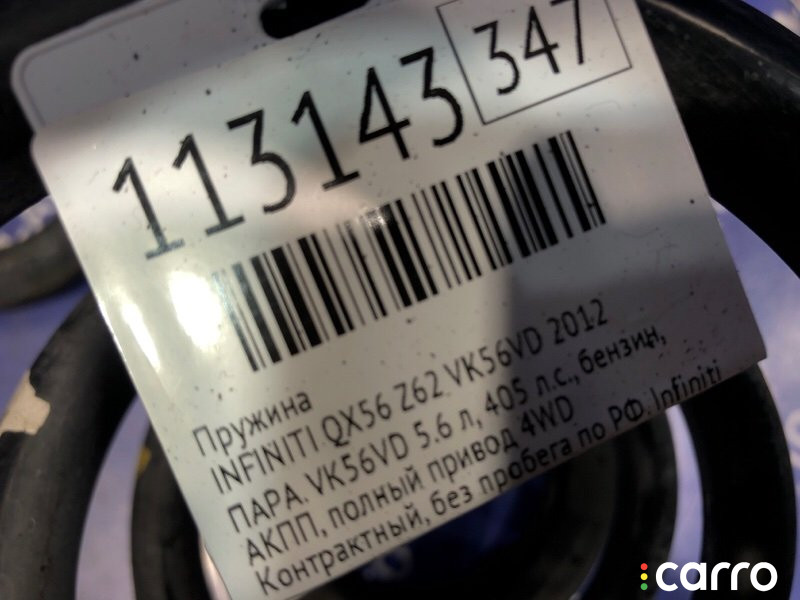 347
113143
Пружина
INFINITI QX56 Z62 VK56VD 2012
ПАРА. VK56VD 5.6 л, 405 л.с., бензин,
АКПП, полный привод 4WD
Контрактный, без пробега по РФ. Infiniti
carro